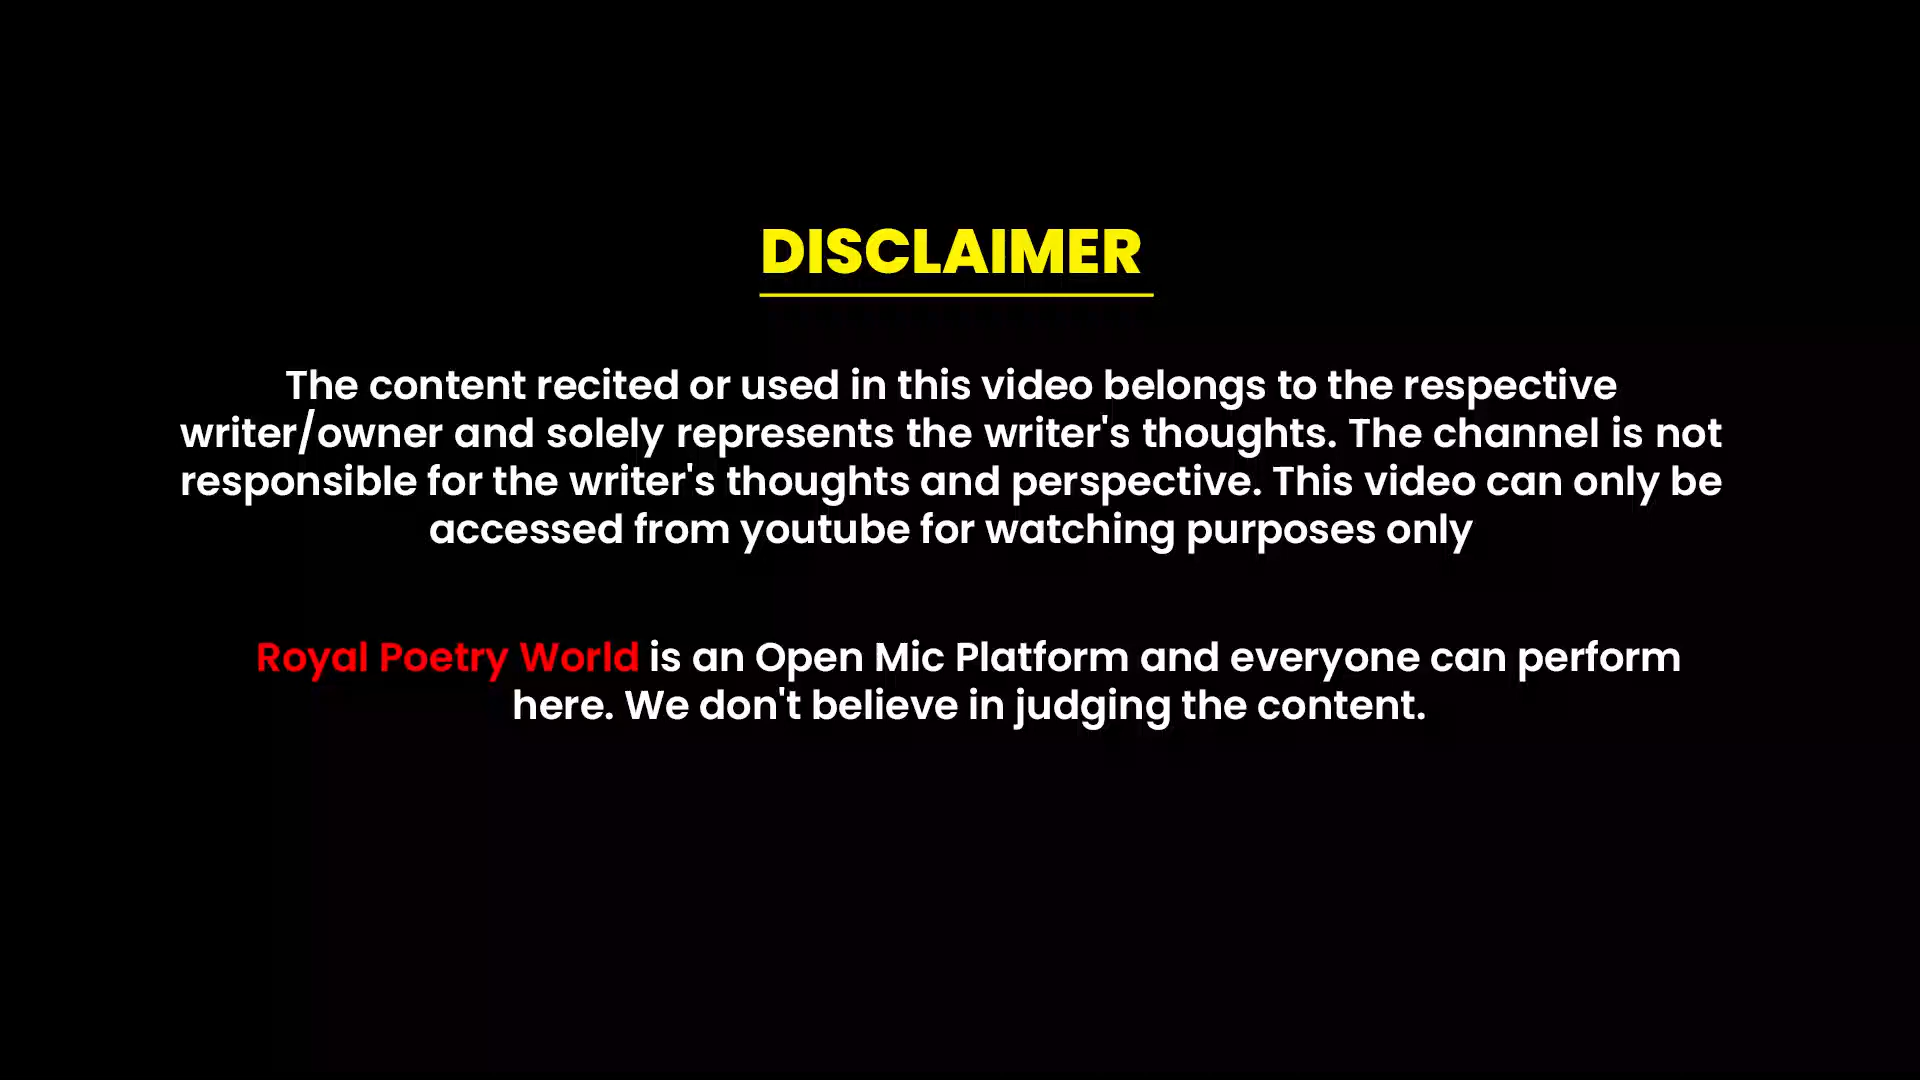 DISCLAIMER
The content recited or used in this video belongs to the respective
writer/owner and solely represents the writer's thoughts. The channel is not
responsible for the writer's thoughts and perspective. This video can only be
accessed from youtube for watching purposes only
Royal Poetry World is an Open Mic Platform and everyone can perform
here. We don't believe in judging the content.